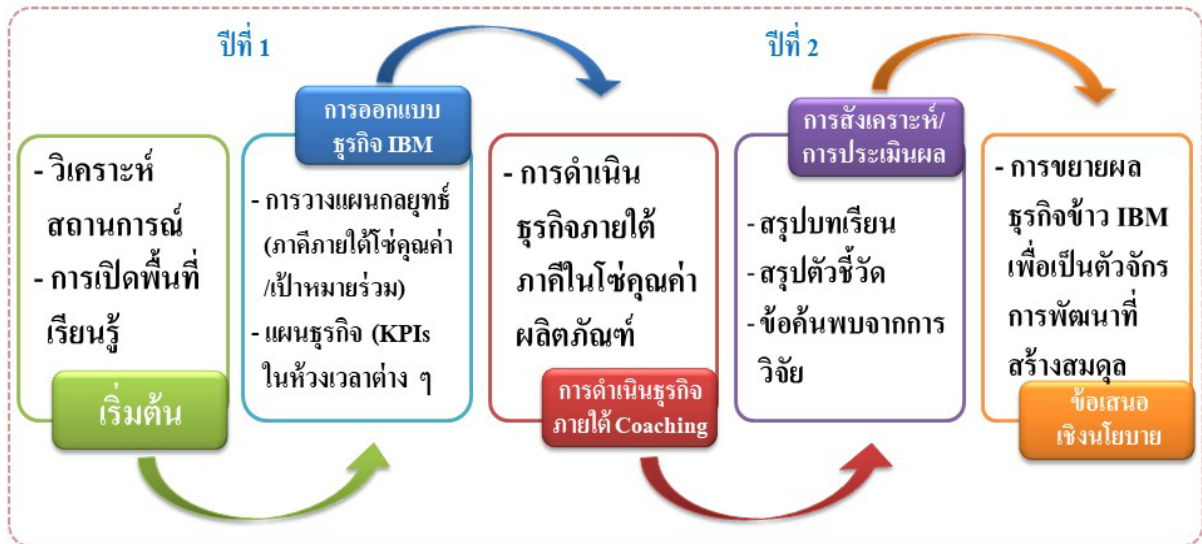 ปีที่ 1
ปีที่ 2
- วิเคราะห์
สถานการณ์
- การเปิดพื้นที่
เรียนรู้
เริ่มต้น
การออกแบบ
ธุรกิจ IBM
- การวางแผนกลยุทธ์
(ภาคีภายใต้โซ่คุณค่า
/เป้าหมายร่วม)
- แผนธุรกิจ (KPIs
ในห้วงเวลาต่าง ๆ
- การดำเนิน
ธุรกิจภายใต้
ภาคีในโซ่คุณค่า
ผลิตภัณฑ์
การดำเนินธุรกิจ
ภายใต้ Coaching
การสังเคราะห์/
การประเมินผล
- สรุปบทเรียน
- สรุปตัวชี้วัด
- ข้อค้นพบจากการ
วิจัย
- การขยายผล
ธุรกิจข้าว IBM
เพื่อเป็นตัวจักร
การพัฒนาที่
สร้างสมดุล
ข้อเสนอ
เชิงนโยบาย